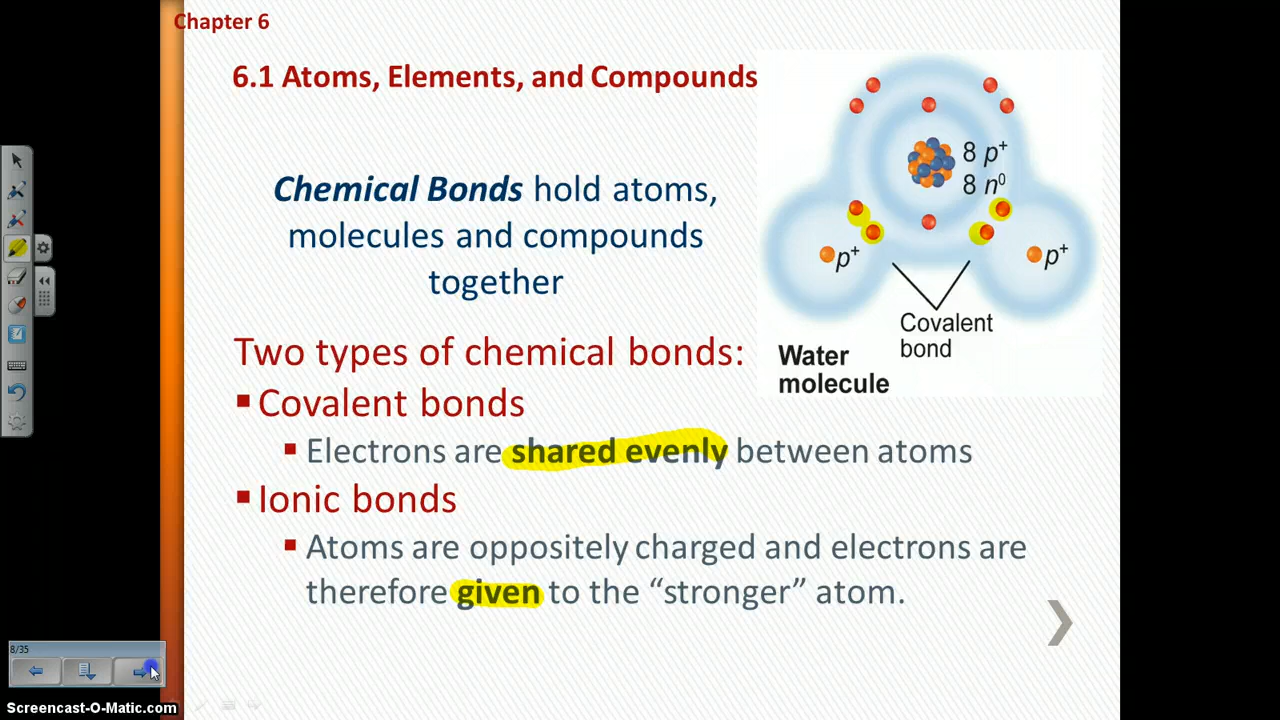 Chapter 6
6.1 Atoms, Elements, and Compounds
Chemical Bonds hold atoms,
molecules and compounds
together
8 p⁺
8 n⁰
p⁺
p⁺
Covalent
bond
Water
molecule
Two types of chemical bonds:
Covalent bonds
Electrons are shared evenly between atoms
Ionic bonds
Atoms are oppositely charged and electrons are
therefore given to the “stronger” atom.
8/35
Screencast-O-Matic.com